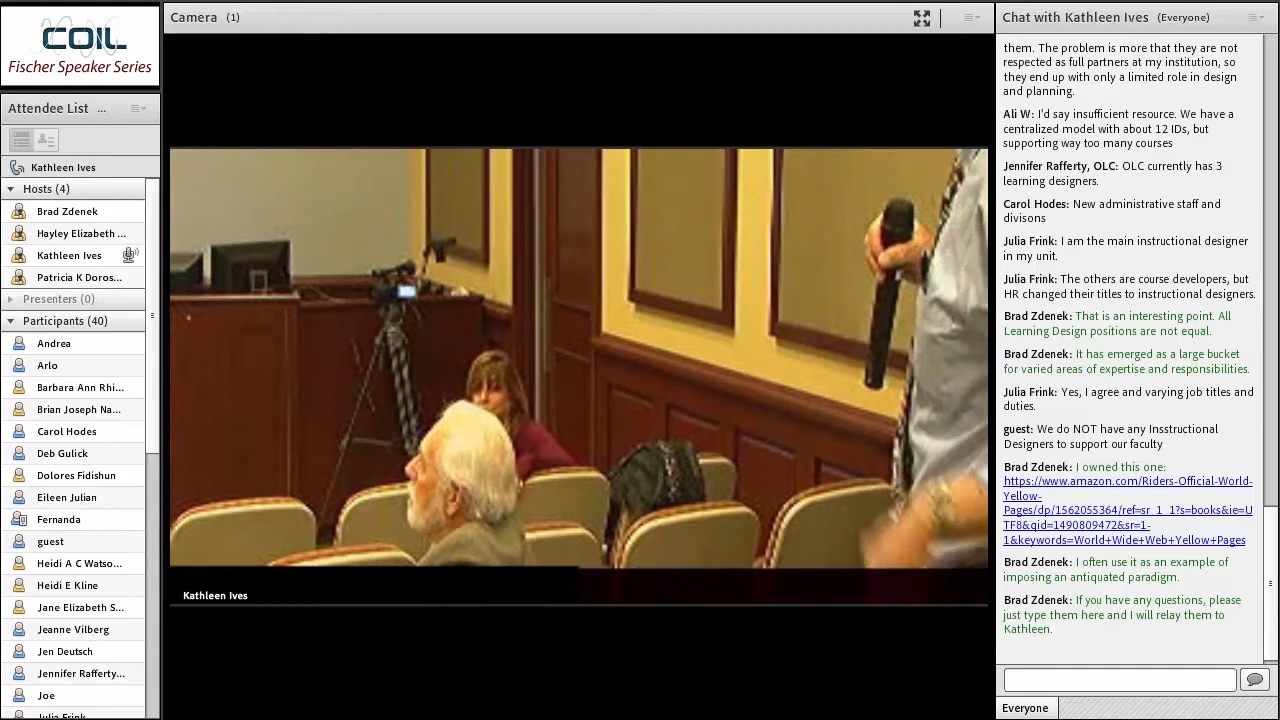 COIL
Fischer Speaker Series
Attendee List ...
Kathleen Ives
Hosts (4)
Brad Zdenek
Hayley Elizabeth ...
Kathleen Ives
Patricia K Doros...
Presenters (0)
Participants (40)
Andrea
Arlo
Barbara Ann Rhi...
Brian Joseph Na...
Carol Hodes
Deb Gulick
Dolores Fidishun
Eileen Julian
Fernanda
guest
Heidi A C Watso...
Heidi E Kline
Jane Elizabeth S...
Jeanne Vilberg
Jen Deutsch
Jennifer Rafferty...
Joe
Julia Frink
Camera (1)
Kathleen Ives
Chat with Kathleen Ives (Everyone)
them. The problem is more that they are not
respected as full partners at my institution, so
they end up with only a limited role in design
and planning.
Ali W: I'd say insufficient resource. We have a
centralized model with about 5 IDs, but
supporting way too many courses
Jennifer Rafferty, OLC: OLC currently has 3
learning designers.
Carol Hodes: New administrative staff and
divisons
Julia Frink: I am the main instructional designer
in my unit.
Julia Frink: The others are course developers, but
HR changed their titles to instructional designers.
Brad Zdenek: That is an interesting point. All
Learning Design positions are not equal.
Brad Zdenek: It has emerged as a large bucket
for varied areas of expertise and responsibilities.
Julia Frink: Yes, I agree and varying job titles and
duties.
guest: We do NOT have any Insstructional
Designers to support our faculty
Brad Zdenek: I owned this one:
https://www.amazon.com/Riders-Official-World-
Yellow-
Pages/dp/1562055364/ref=sr_1_1?s=books&ie=U
TF8&qid=1490809472&sr=1-
1&keywords=World+Wide+Web+Yellow+Pages
Brad Zdenek: I often use it as an example of
imposing an antiquated paradigm.
Brad Zdenek: If you have any questions, please
just type them here and I will relay them to
Kathleen.
Everyone